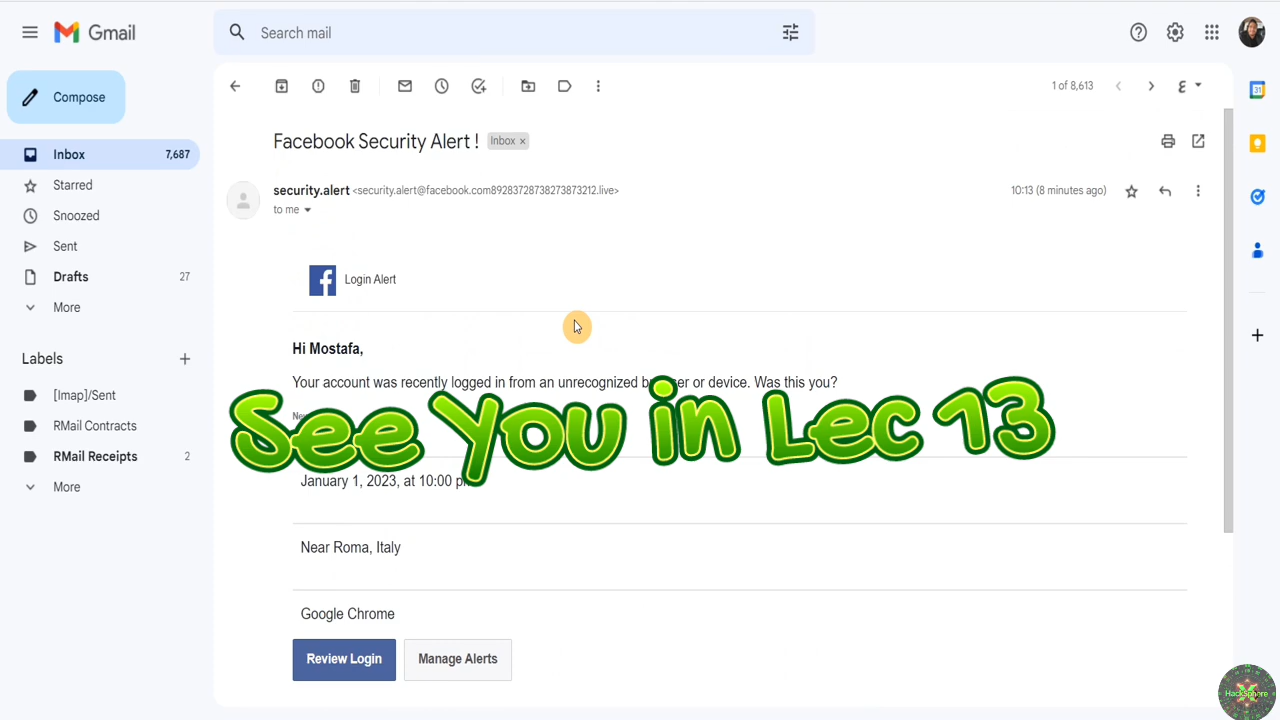 Gmail
Search mail
Compose
1 of 8,613
31
Inbox 7,687
Starred
Snoozed
Sent
Drafts 27
More
Labels
[Imap]/Sent
RMail Contracts
RMail Receipts 2
More
Facebook Security Alert !
Inbox ×
security.alert <security.alert@facebook.com89283728738273873212.live>
10:13 (8 minutes ago)
to me
Login Alert
Hi Mostafa,
Your account was recently logged in from an unrecognized browser or device. Was this you?
See You in Lec 13
January 1, 2023, at 10:00 pm
Near Roma, Italy
Google Chrome
Review Login
Manage Alerts
HackSphere